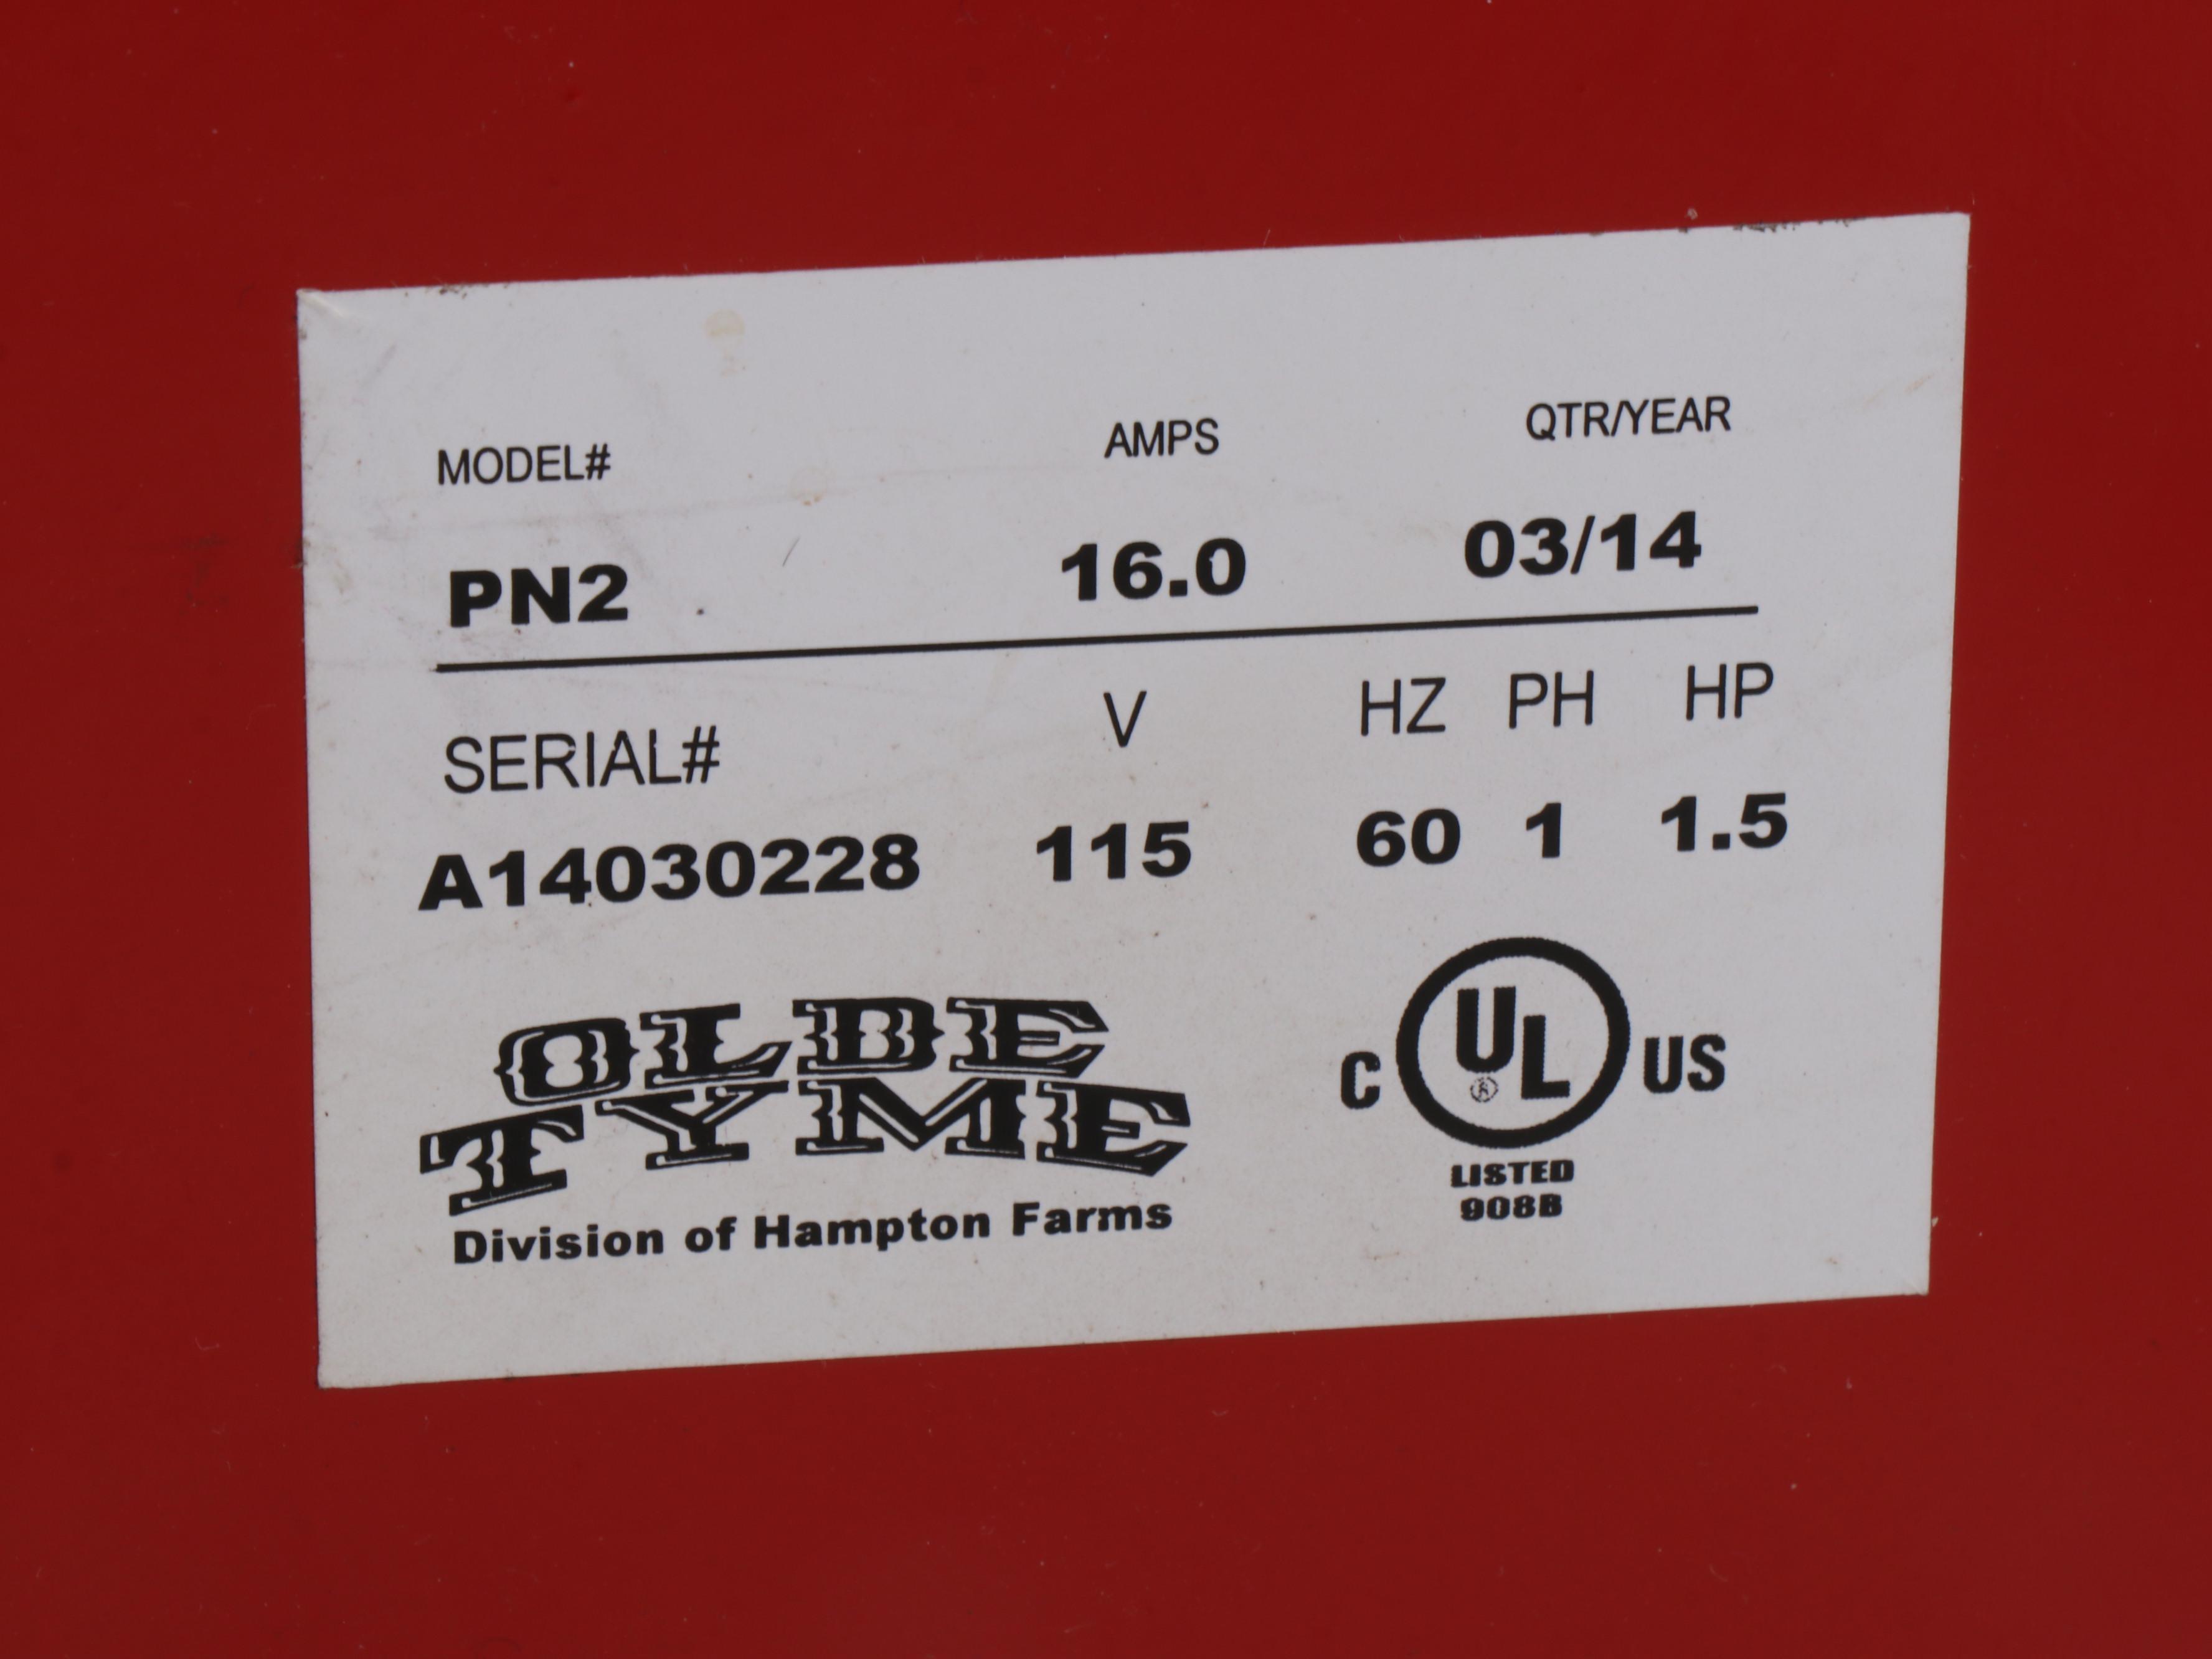 MODEL# AMPS QTR/YEAR
PN2 16.0 03/14
SERIAL# V HZ PH HP
A14030228 115 60 1 1.5
OLDE
TYME
Division of Hampton Farms
C UL ® US
LISTED
908B